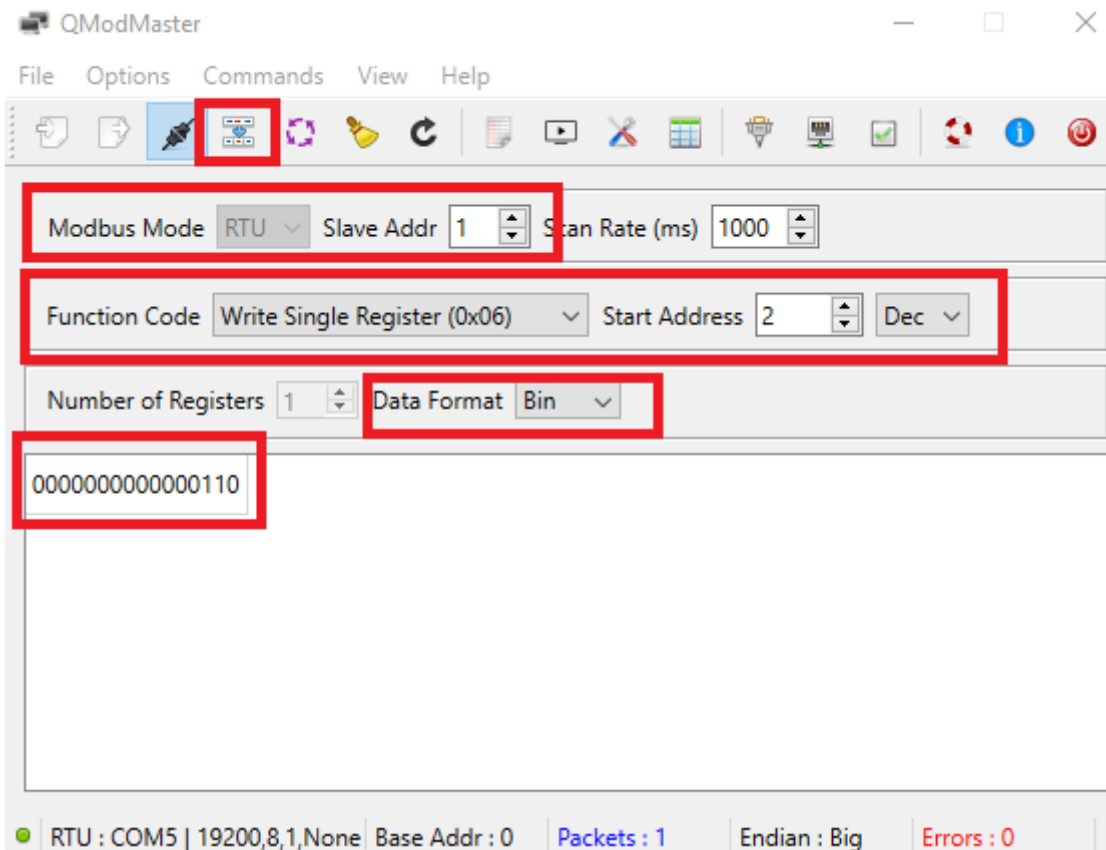 QModMaster
File Options Commands View Help
Modbus Mode RTU Slave Addr 1 Scan Rate (ms) 1000
Function Code Write Single Register (0x06) Start Address 2 Dec
Number of Registers 1 Data Format Bin
0000000000000110
RTU : COM5 | 19200,8,1,None Base Addr : 0 Packets : 1 Endian : Big Errors : 0